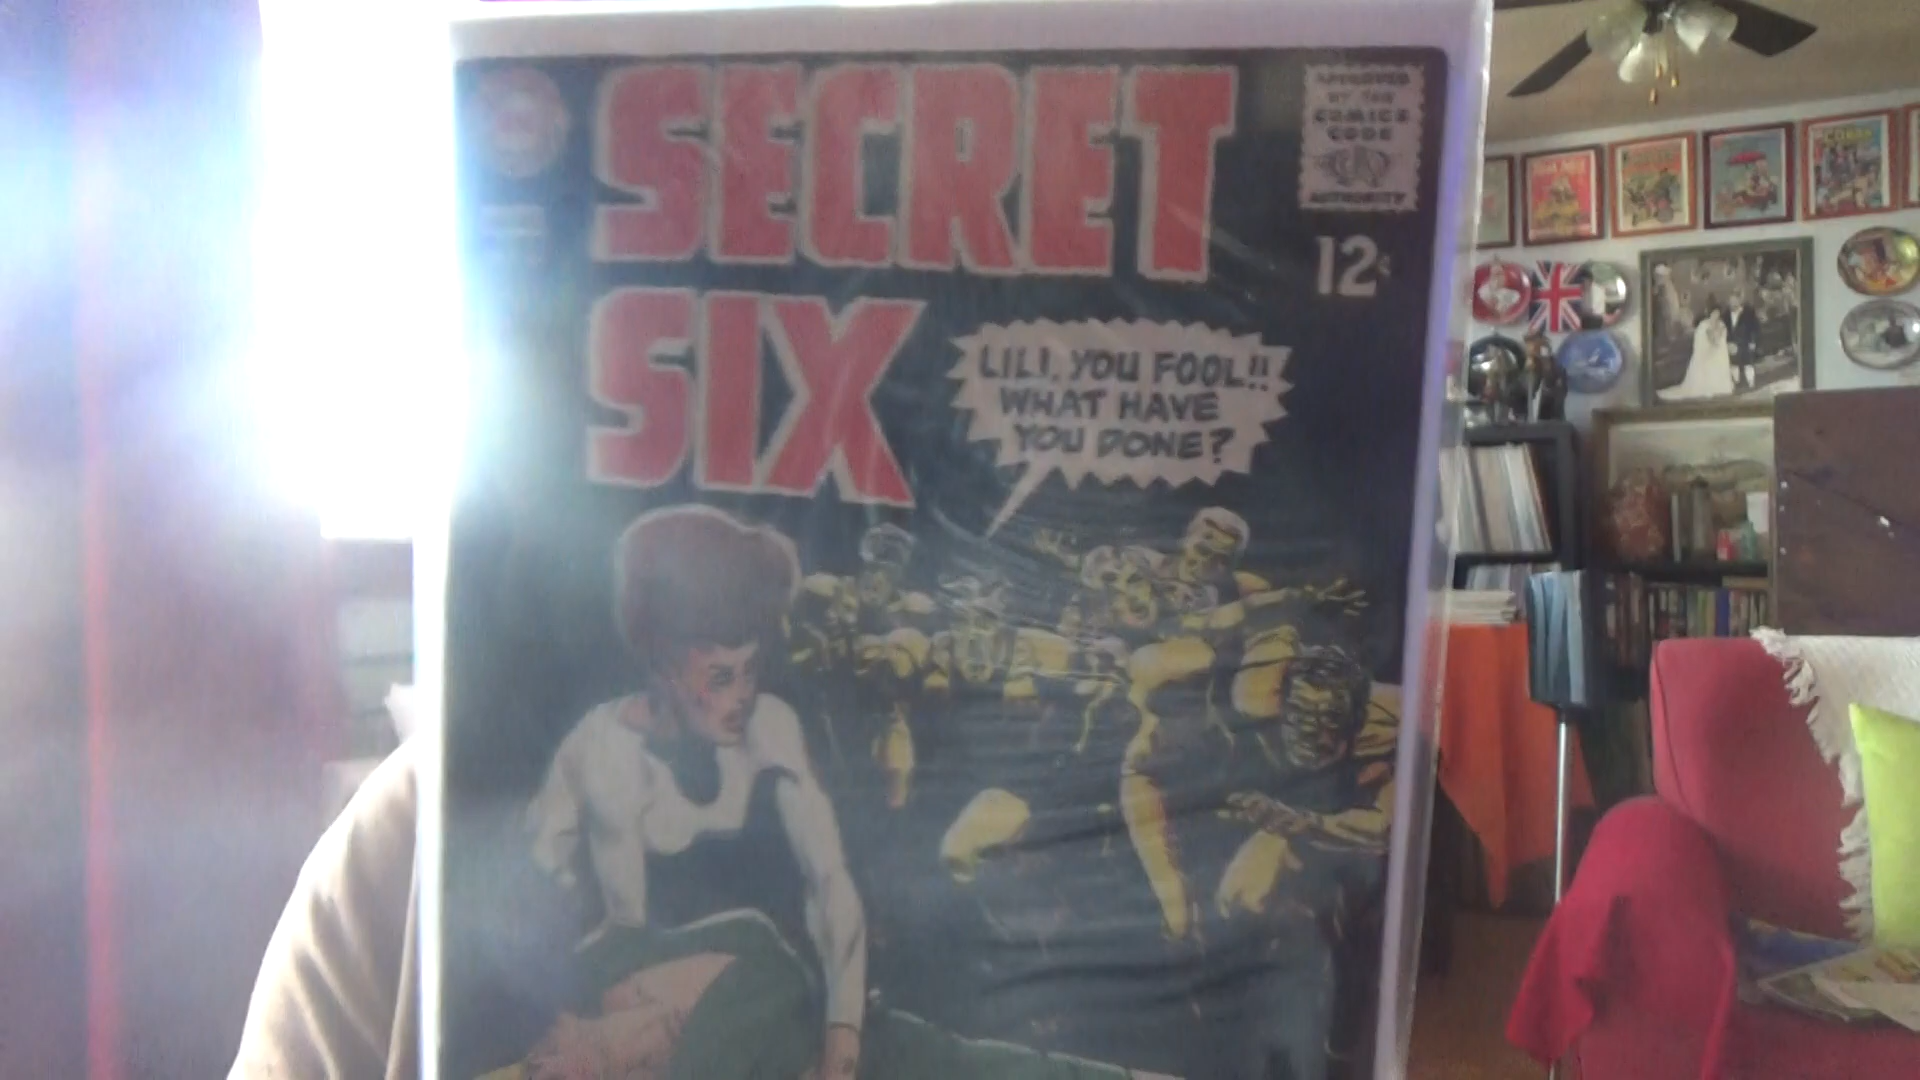 SECRET
SIX
APPROVED
BY THE
COMICS
CODE
AUTHORITY
12¢
LILI, YOU FOOL!!
WHAT HAVE
YOU DONE?